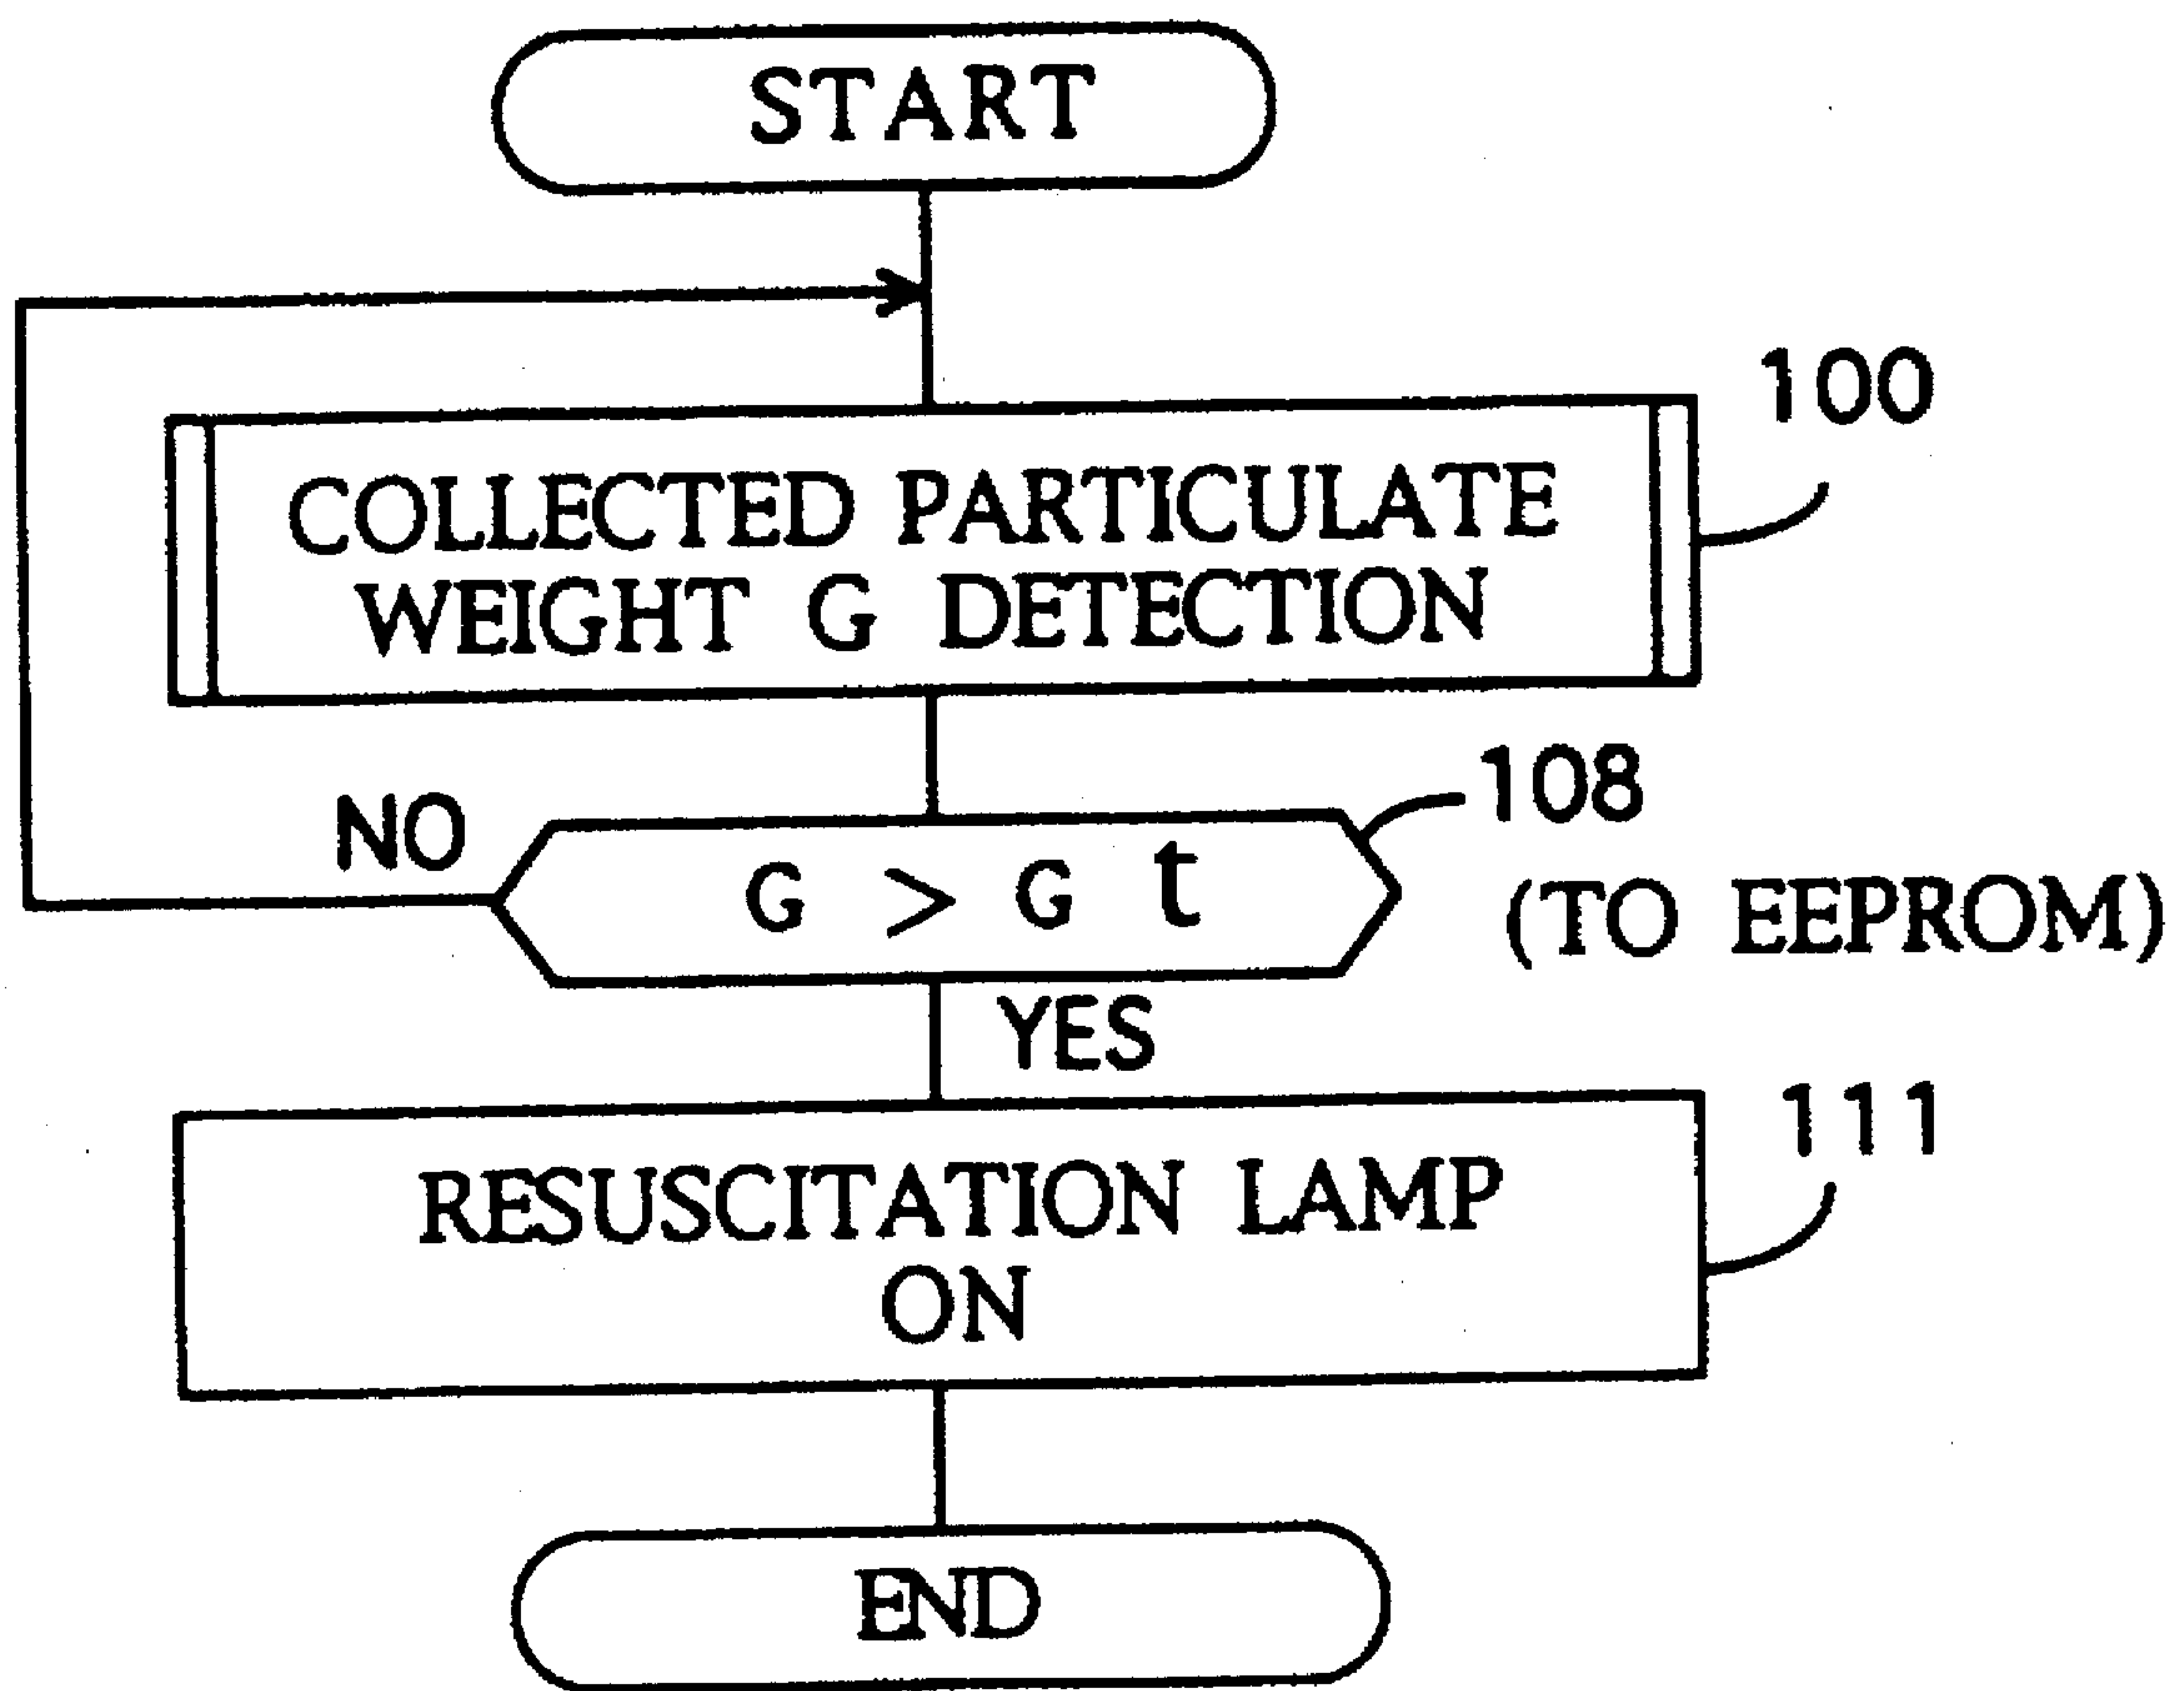 START
100
COLLECTED PARTICULATE
WEIGHT G DETECTION
108
NO
G > G t
(TO EEPROM)
YES
111
RESUSCITATION LAMP
ON
END